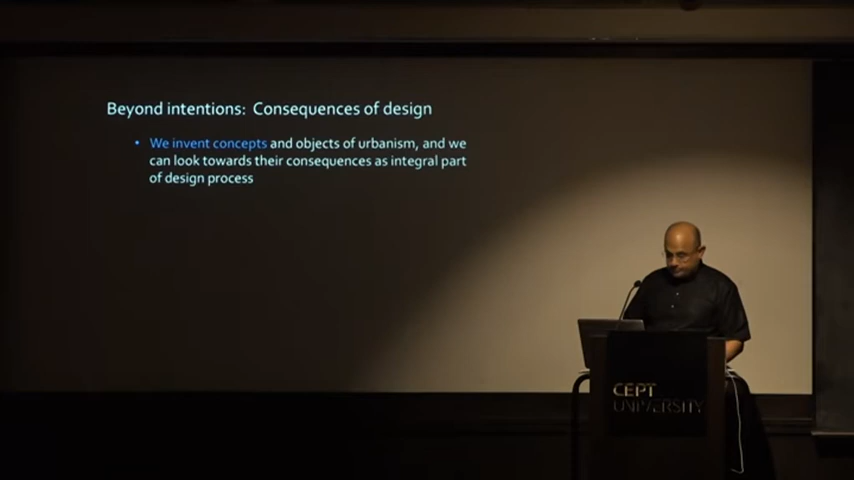 Beyond intentions: Consequences of design
• We invent concepts and objects of urbanism, and we
can look towards their consequences as integral part
of design process
CEPT
UNIVERSITY